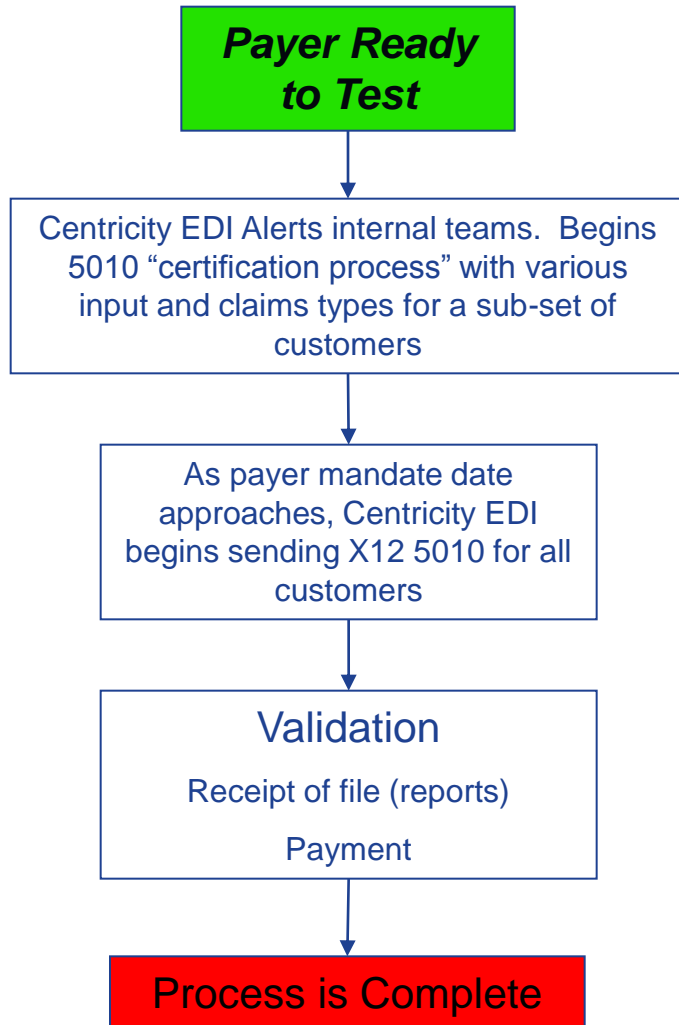 Payer Ready
to Test
Centricity EDI Alerts internal teams.  Begins
5010 “certification process” with various
input and claims types for a sub-set of
customers
As payer mandate date
approaches, Centricity EDI
begins sending X12 5010 for all
customers
Validation
Receipt of file (reports)
Payment
Process is Complete